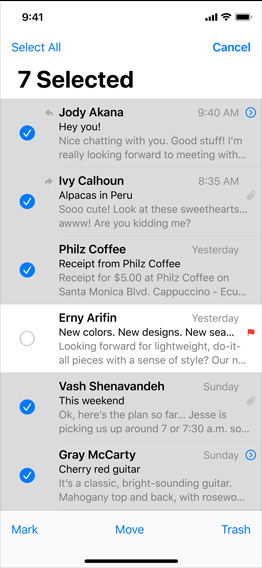 9:41
Select All Cancel
7 Selected
Jody Akana 9:40 AM
Hey you!
Nice chatting with you. Good stuff! I'm
really looking forward to meeting with...
Ivy Calhoun 8:35 AM
Alpacas in Peru
Sooo cute! Look at these sweethearts...
awww! Are you kidding me?
Philz Coffee Yesterday
Receipt from Philz Coffee
Receipt for $5.00 at Philz Coffee on
Santa Monica Blvd. Cappuccino - Ecu...
Erny Arifin Yesterday
New colors. New designs. New sea...
Looking forward for lightweight, do-it-
all pieces with a sense of style? Our n...
Vash Shenavandeh Sunday
This weekend
Ok, here's the plan so far... Jesse is
picking us up around 7 or 7:30 a.m. so...
Gray McCarty Sunday
Cherry red guitar
It's a classic, bright-sounding guitar.
Mahogany top and back, with rosewo...
Mark Move Trash